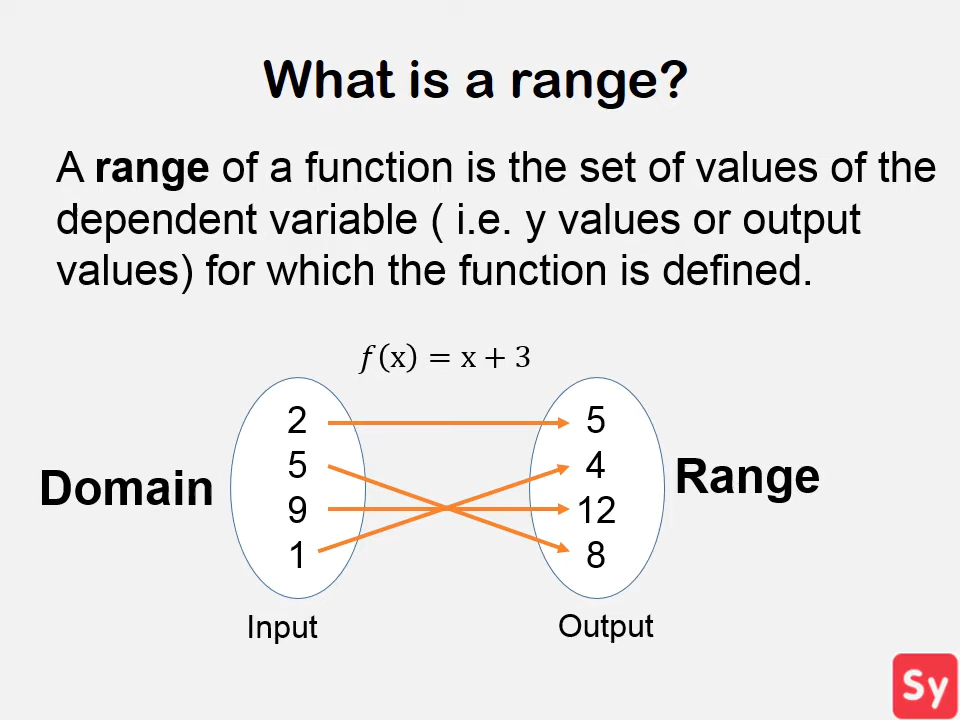 What is a range?
A range of a function is the set of values of the
dependent variable ( i.e. y values or output
values) for which the function is defined.
f(x) = x + 3
2 5
5 4
Domain Range
9 12
1 8
Input Output
Sy